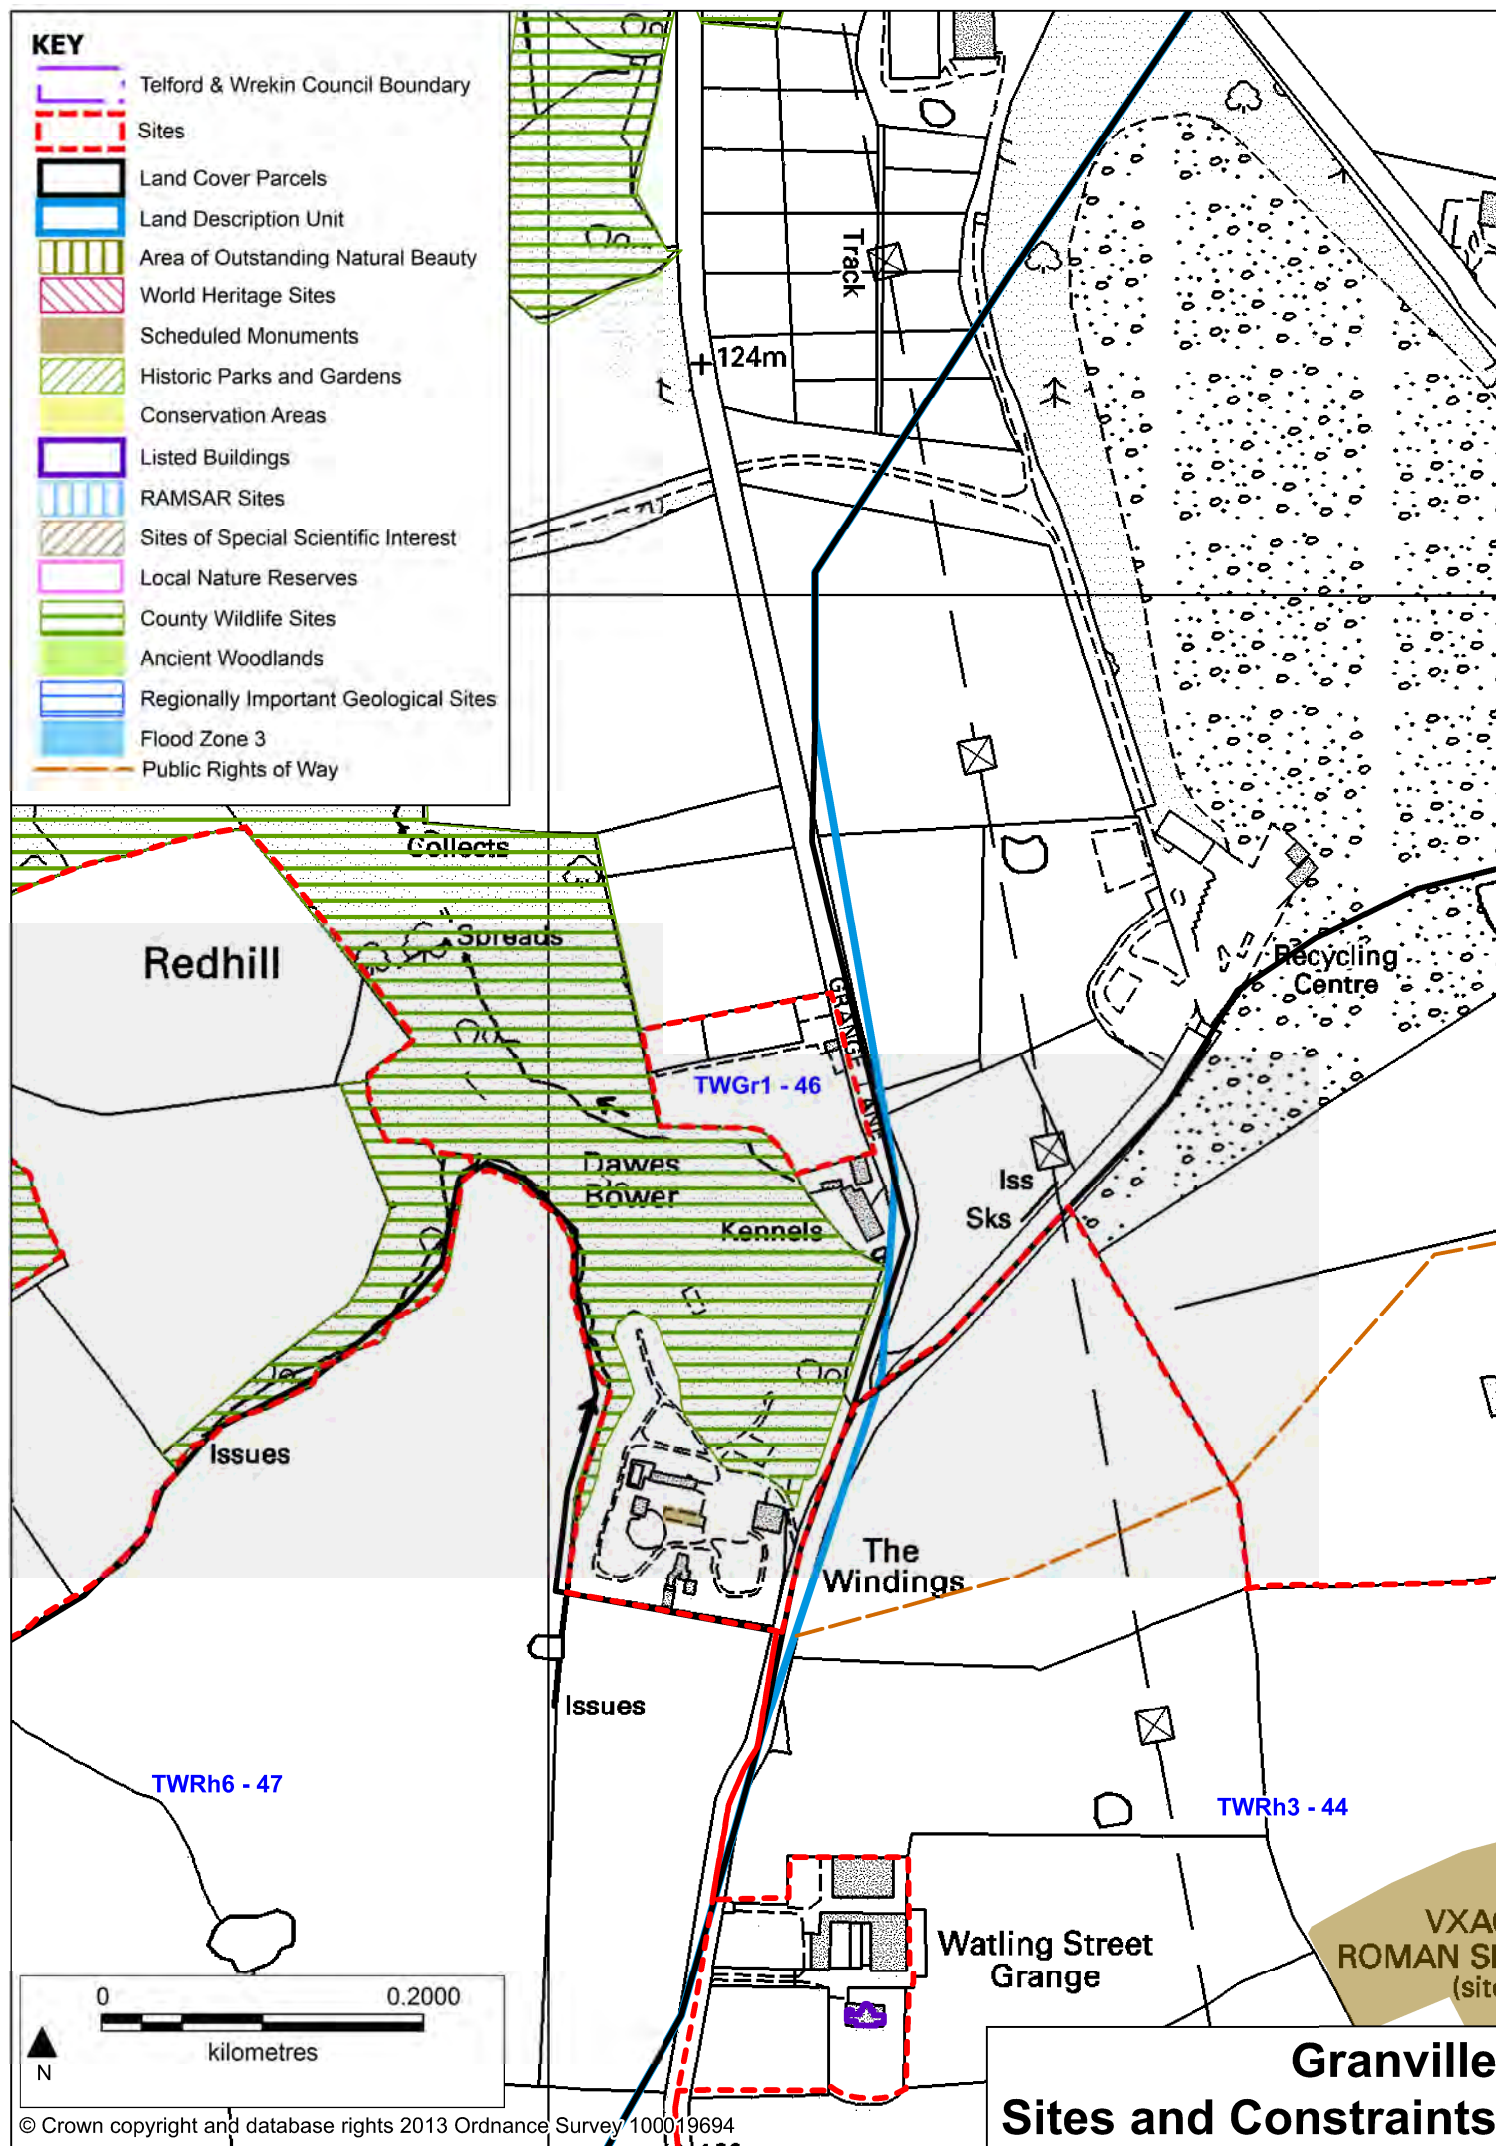 KEY
Telford & Wrekin Council Boundary
Sites
Land Cover Parcels
Land Description Unit
Area of Outstanding Natural Beauty
World Heritage Sites
Scheduled Monuments
Historic Parks and Gardens
Conservation Areas
Listed Buildings
RAMSAR Sites
Sites of Special Scientific Interest
Local Nature Reserves
County Wildlife Sites
Ancient Woodlands
Regionally Important Geological Sites
Flood Zone 3
Public Rights of Way
Track
124m
Collects
Spreads
Redhill
Recycling
Centre
GRANGE LANE
TWGr1 - 46
Dawes
Bower
Kennels
Iss
Sks
Issues
The
Windings
Issues
TWRh6 - 47
TWRh3 - 44
Watling Street
Grange
ROMAN
0
0.2000
kilometres
N
Granville
Sites and Constraints
© Crown copyright and database rights 2013 Ordnance Survey 100019694